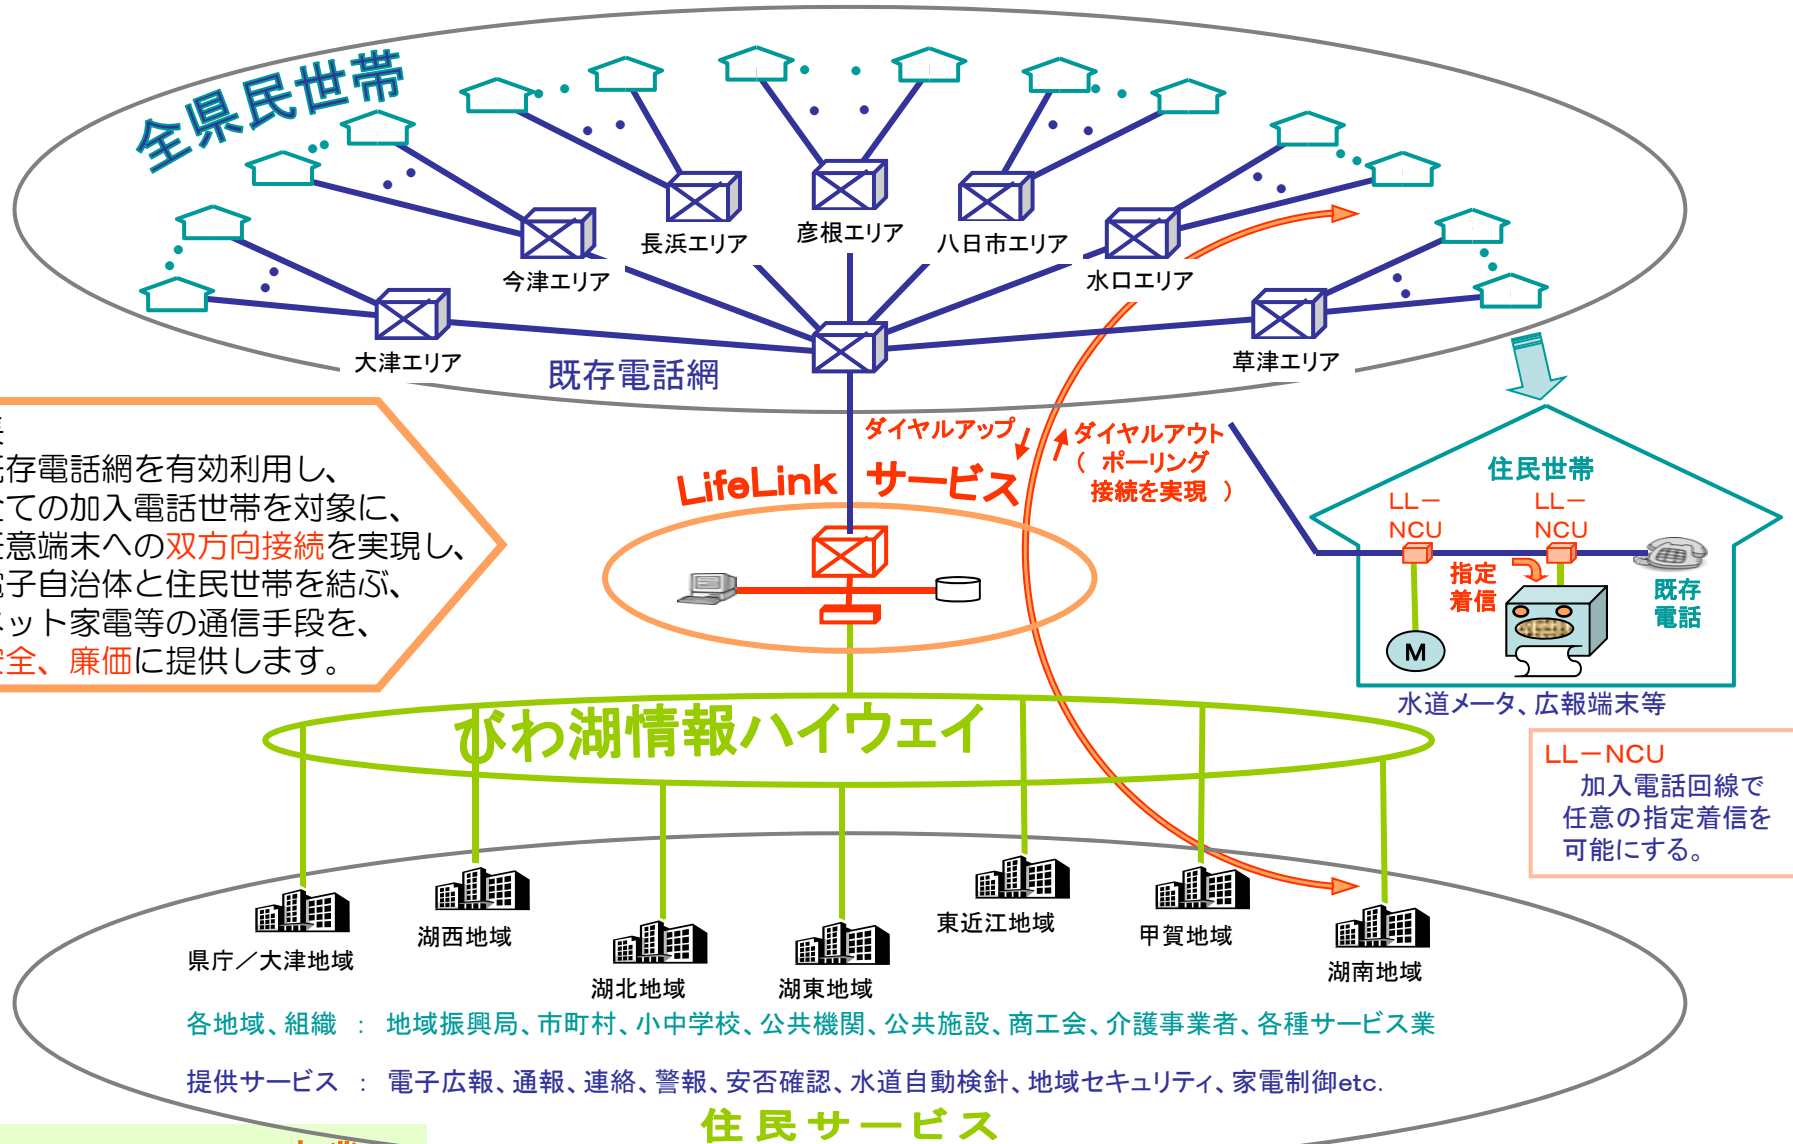 全県民世帯
長浜エリア
彦根エリア
八日市エリア
今津エリア
水口エリア
大津エリア
草津エリア
既存電話網
存電話網を有効利用し、
ての加入電話世帯を対象に、
意端末への双方向接続を実現し、
子自治体と住民世帯を結ぶ、
ット家電等の通信手段を、
全、廉価に提供します。
ダイヤルアップ
ダイヤルアウト
（ ポーリング
接続を実現 ）
LifeLink サービス
住民世帯
LL－
NCU
LL－
NCU
指定
着信
既存
電話
M
水道メータ、広報端末等
LL－NCU
加入電話回線で
任意の指定着信を
可能にする。
びわ湖情報ハイウェイ
県庁／大津地域
湖西地域
湖北地域
湖東地域
東近江地域
甲賀地域
湖南地域
各地域、組織 ： 地域振興局、市町村、小中学校、公共機関、公共施設、商工会、介護事業者、各種サービス業
提供サービス ： 電子広報、通報、連絡、警報、安否確認、水道自動検針、地域セキュリティ、家電制御etc.
住民サービス